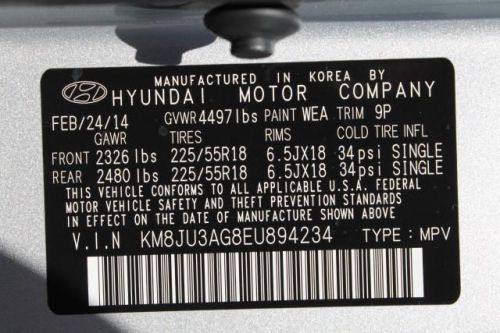 MANUFACTURED IN KOREA BY
HYUNDAI MOTOR COMPANY
FEB/24/14 GVWR4497lbs PAINT WEA TRIM 9P
GAWR TIRES RIMS COLD TIRE INFL
FRONT 2326 lbs 225/55R18 6.5JX18 34psi SINGLE
REAR 2480 lbs 225/55R18 6.5JX18 34psi SINGLE
THIS VEHICLE CONFORMS TO ALL APPLICABLE U.S.A. FEDERAL
MOTOR VEHICLE SAFETY AND THEFT PREVENTION STANDARDS
IN EFFECT ON THE DATE OF MANUFACTURE SHOWN ABOVE.
V.I.N KM8JU3AG8EU894234 TYPE : MPV